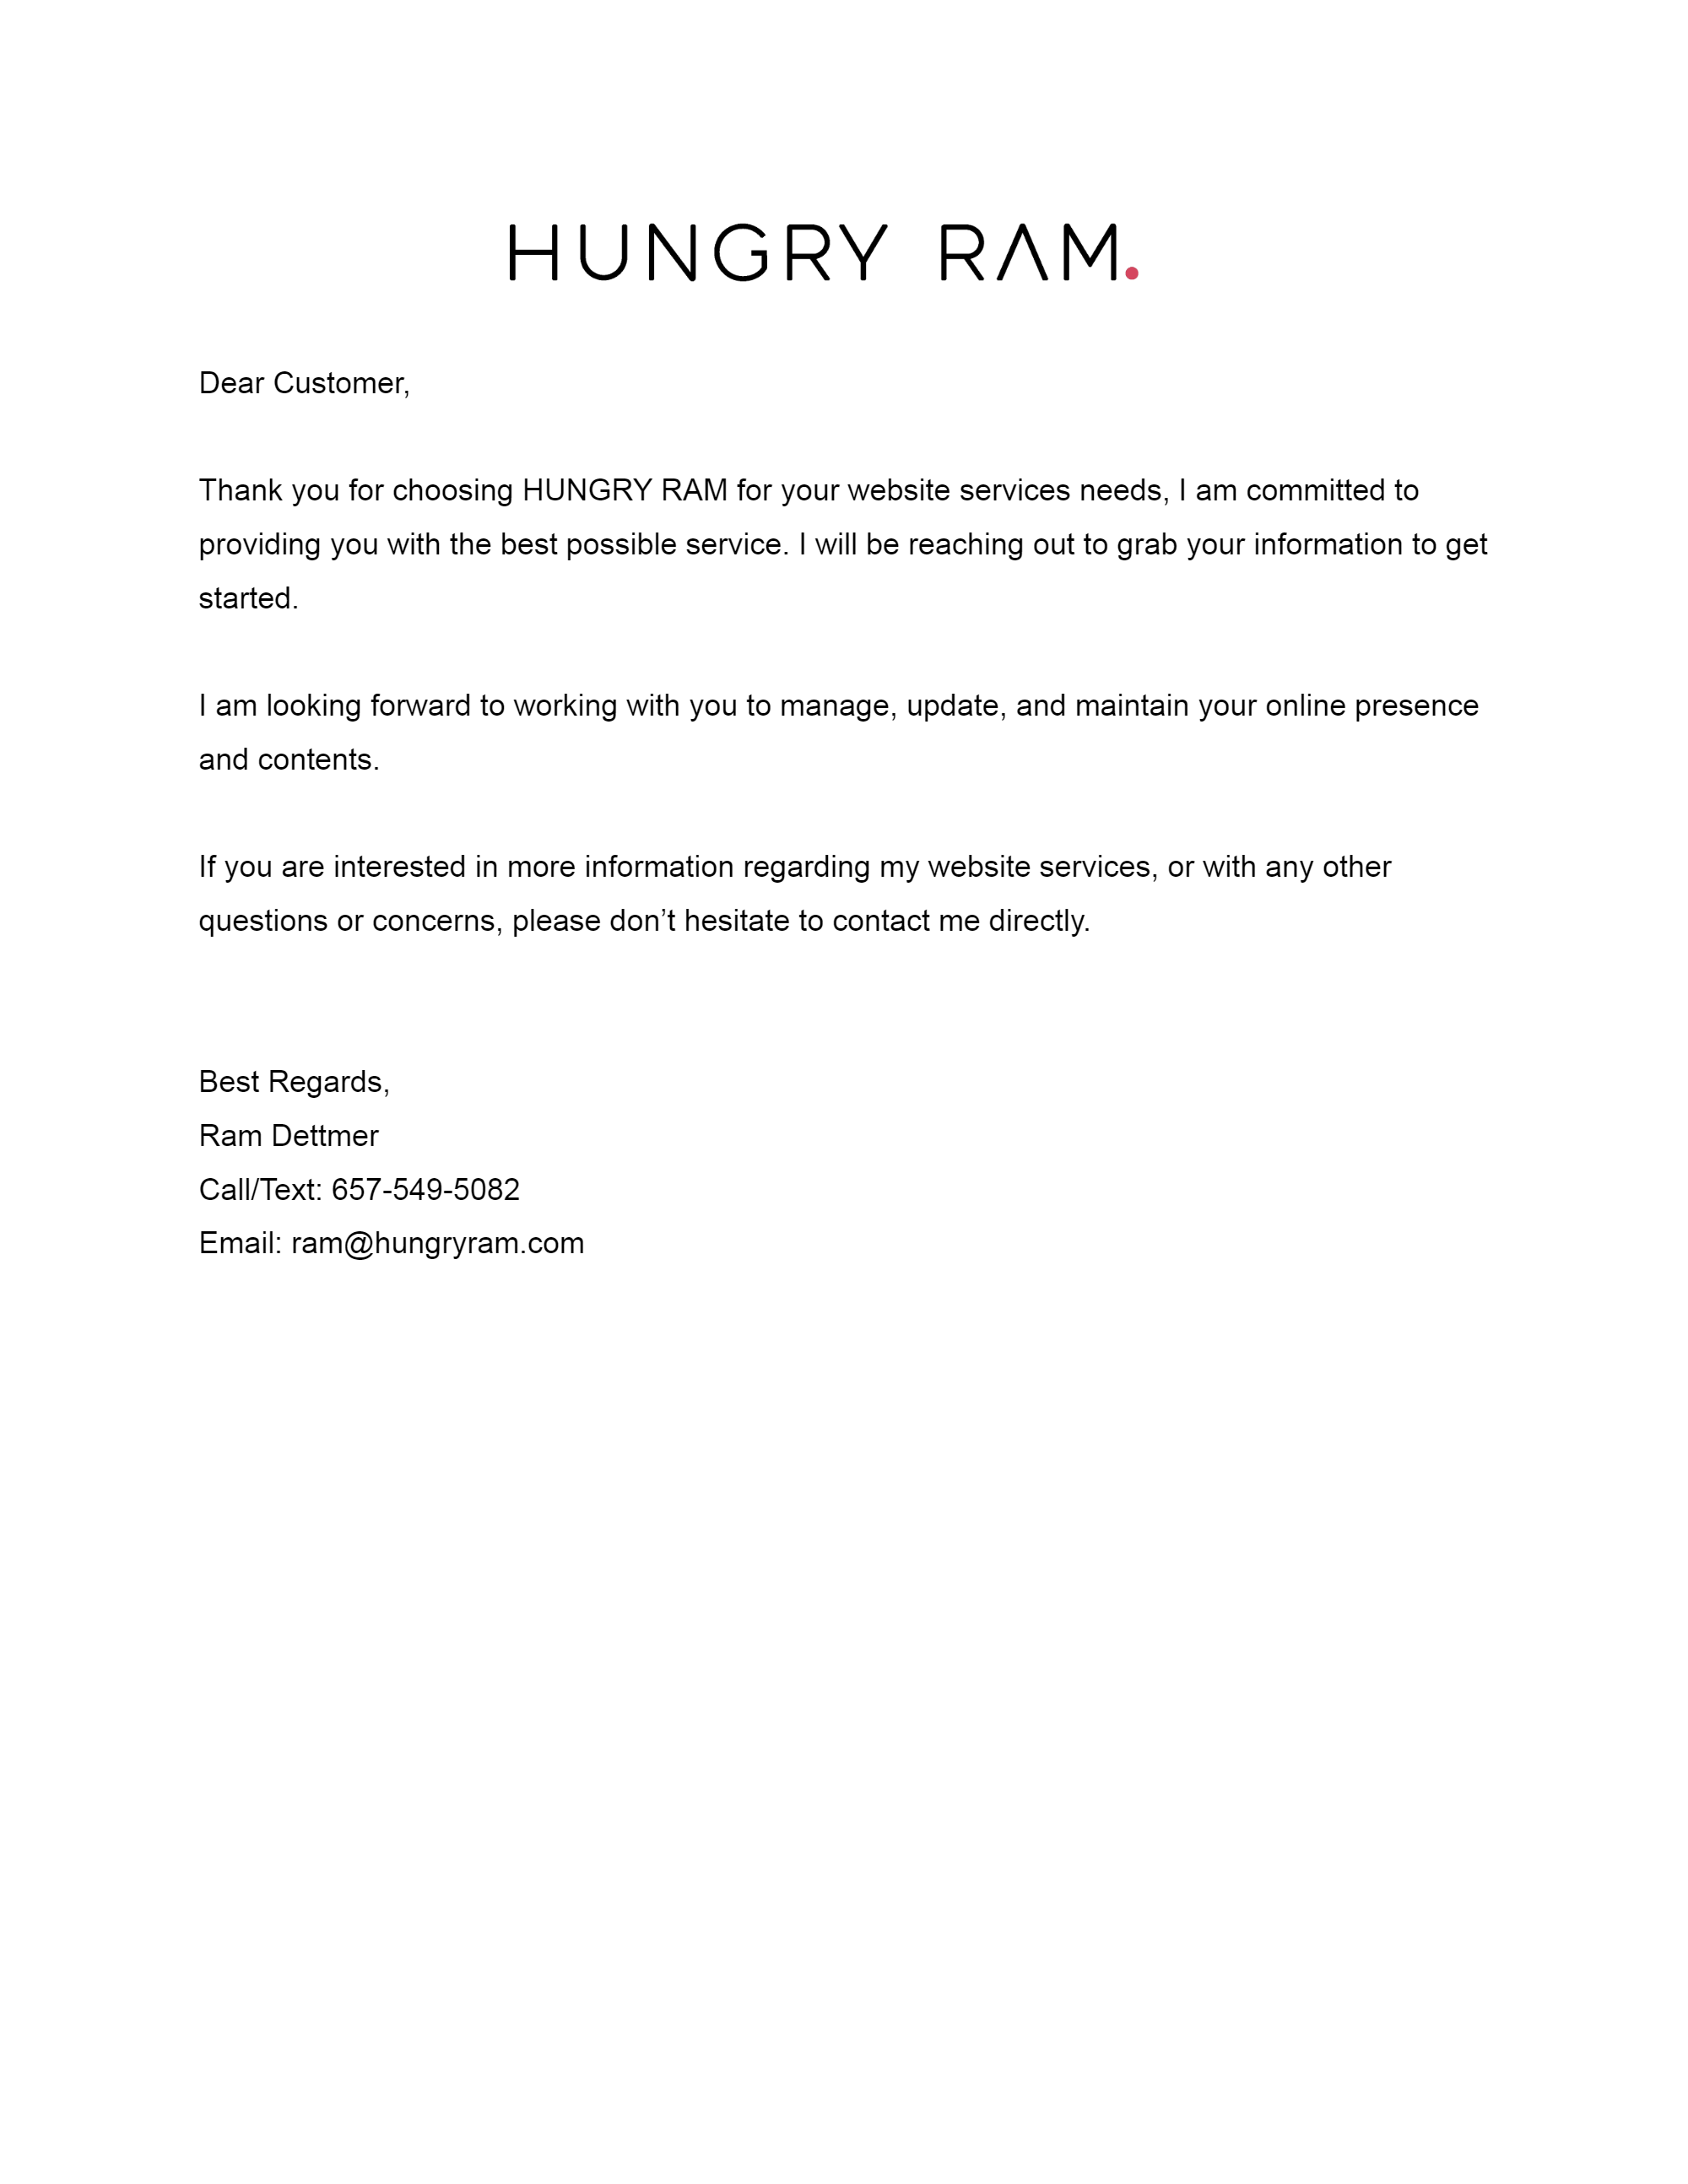 HUNGRY RAM.
Dear Customer,
Thank you for choosing HUNGRY RAM for your website services needs, I am committed to
providing you with the best possible service. I will be reaching out to grab your information to get
started.
I am looking forward to working with you to manage, update, and maintain your online presence
and contents.
If you are interested in more information regarding my website services, or with any other
questions or concerns, please don’t hesitate to contact me directly.
Best Regards,
Ram Dettmer
Call/Text: 657-549-5082
Email: ram@hungryram.com